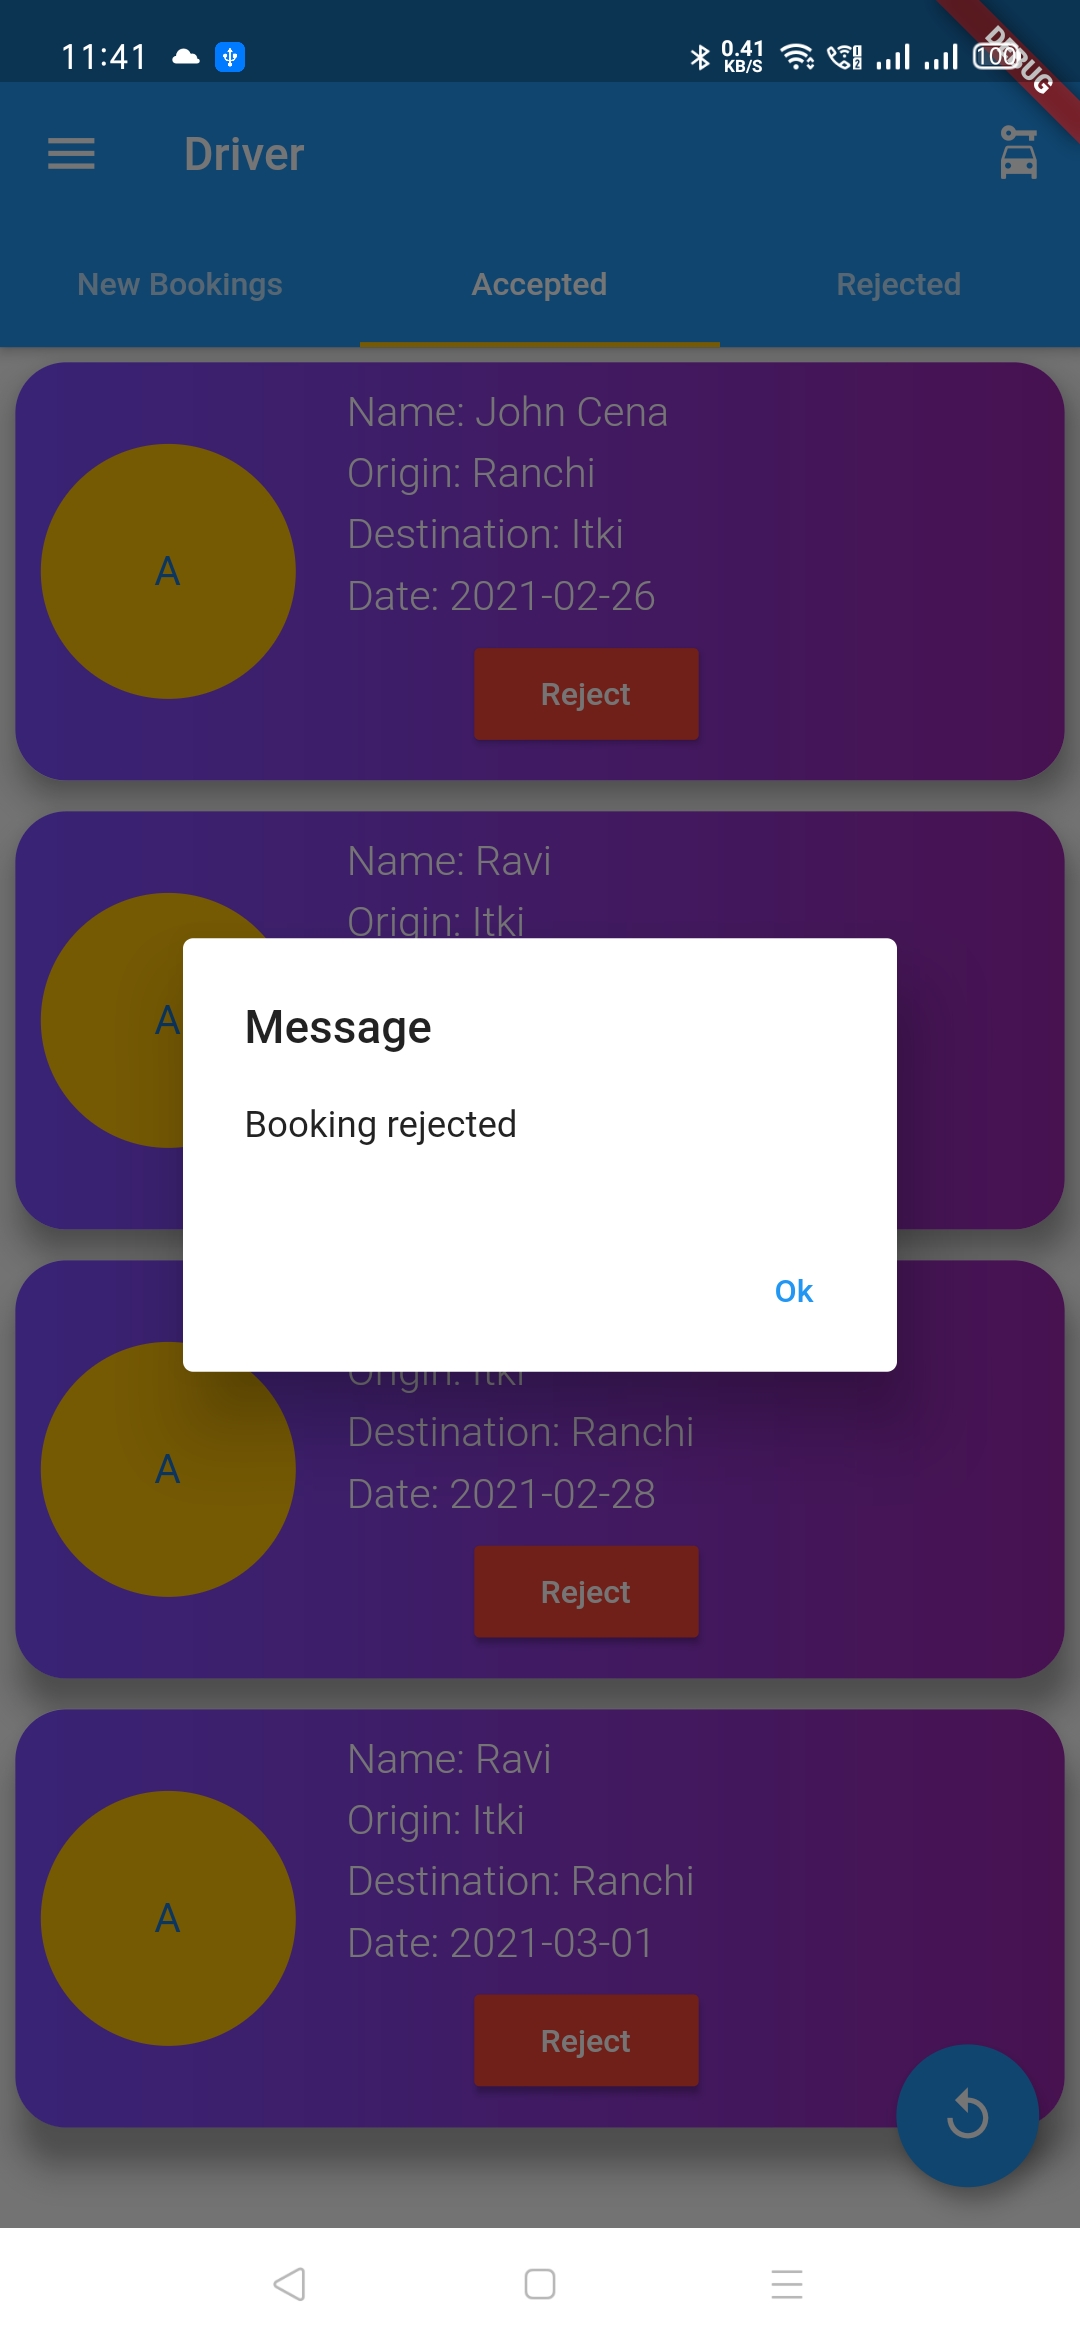 11:41
0.41
KB/S
100
DEBUG
Driver
New Bookings
Accepted
Rejected
Name: John Cena
Origin: Ranchi
Destination: Itki
Date: 2021-02-26
A
Reject
Name: Ravi
Origin: Itki
A
Message
Booking rejected
Ok
Origin: Itki
Destination: Ranchi
Date: 2021-02-28
A
Reject
Name: Ravi
Origin: Itki
Destination: Ranchi
Date: 2021-03-01
A
Reject